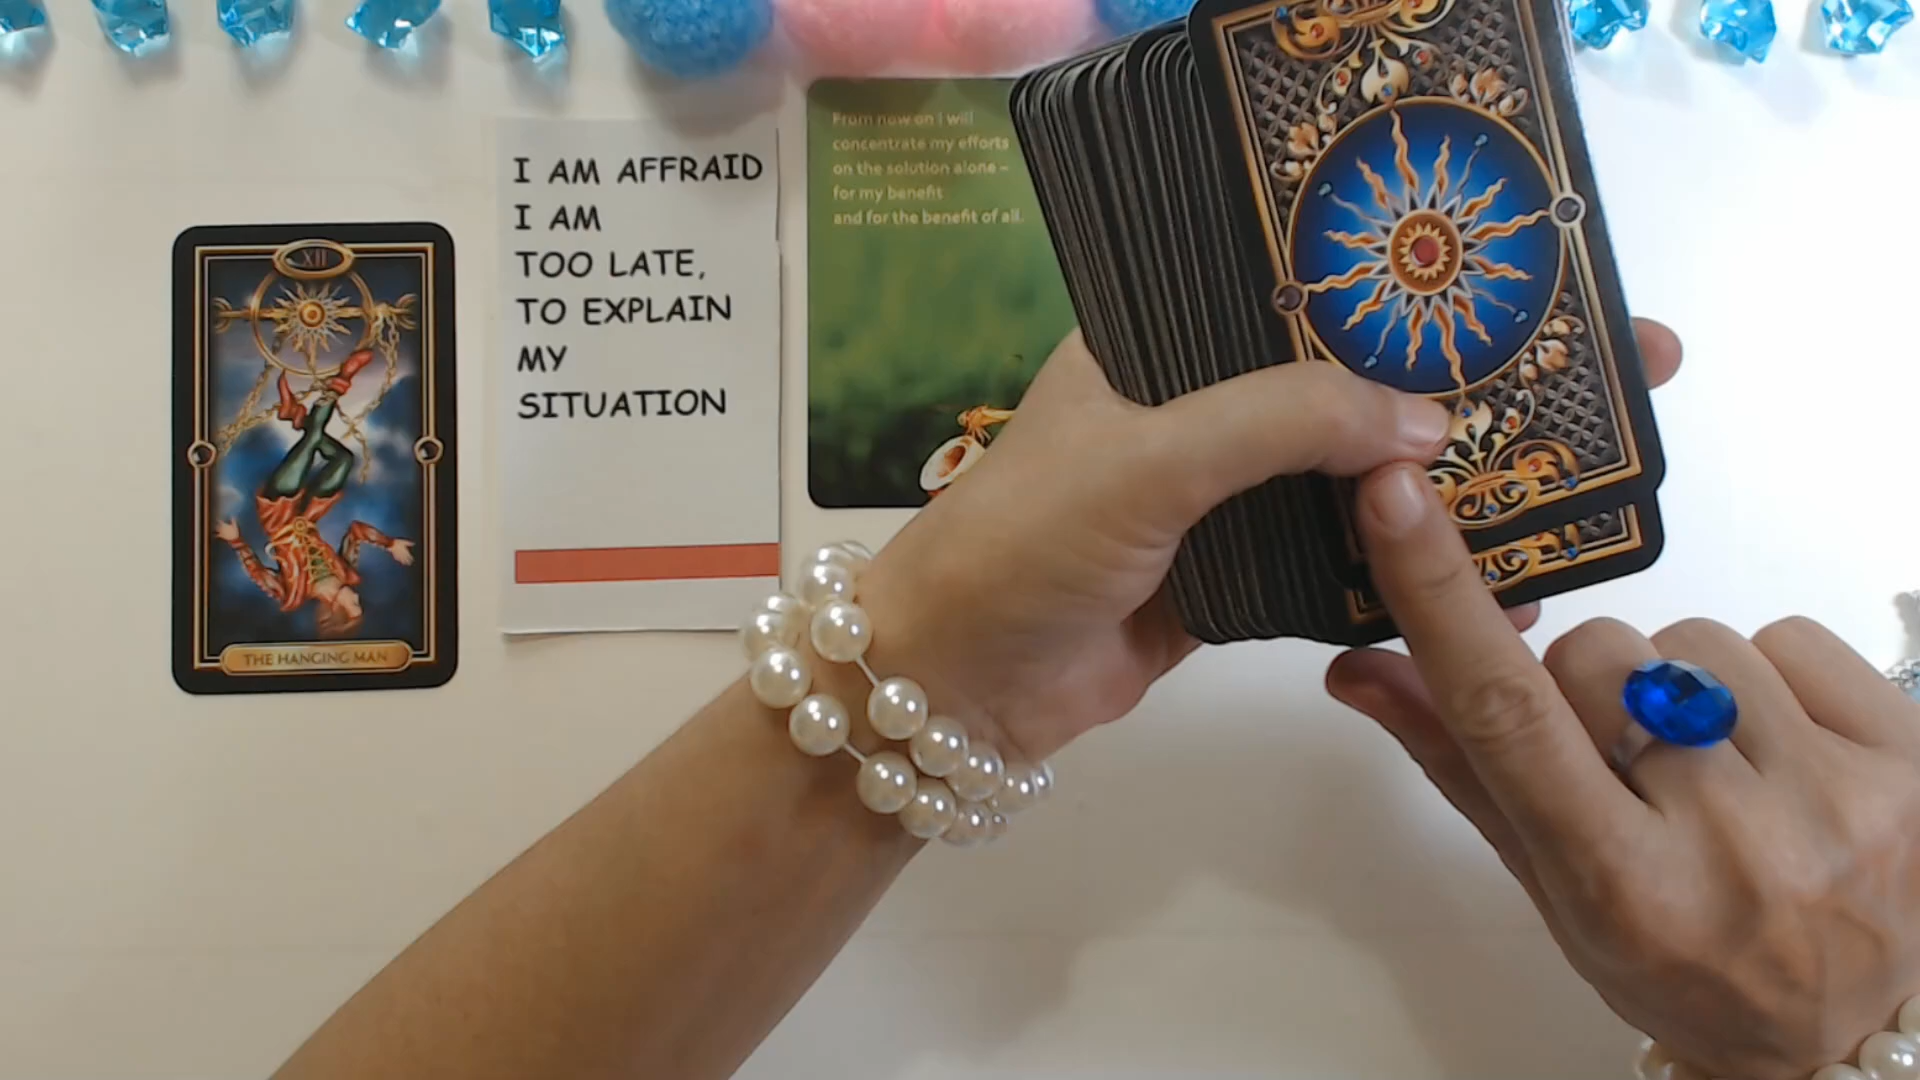 XII
THE HANGING MAN
I AM AFFRAID
I AM
TOO LATE,
TO EXPLAIN
MY
SITUATION
From now on I will
concentrate my efforts
on the solution alone –
for my benefit
and for the benefit of all.